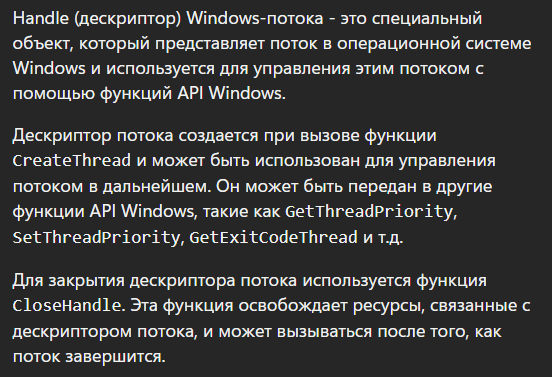 Handle (дескриптор) Windows-потока - это специальный
объект, который представляет поток в операционной системе
Windows и используется для управления этим потоком с
помощью функций API Windows.
Дескриптор потока создается при вызове функции
CreateThread и может быть использован для управления
потоком в дальнейшем. Он может быть передан в другие
функции API Windows, такие как GetThreadPriority,
SetThreadPriority, GetExitCodeThread и т.д.
Для закрытия дескриптора потока используется функция
CloseHandle. Эта функция освобождает ресурсы, связанные с
дескриптором потока, и может вызываться после того, как
поток завершится.